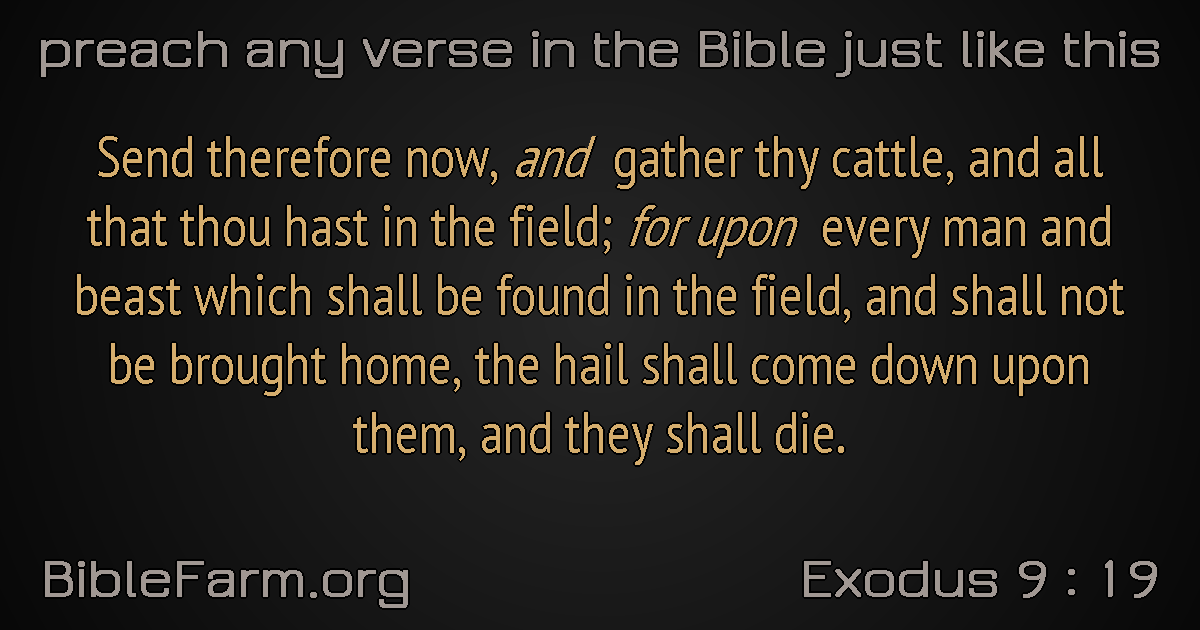 preach any verse in the Bible just like this
Send therefore now, and gather thy cattle, and all
that thou hast in the field; for upon every man and
beast which shall be found in the field, and shall not
be brought home, the hail shall come down upon
them, and they shall die.
BibleFarm.org
Exodus 9 : 19